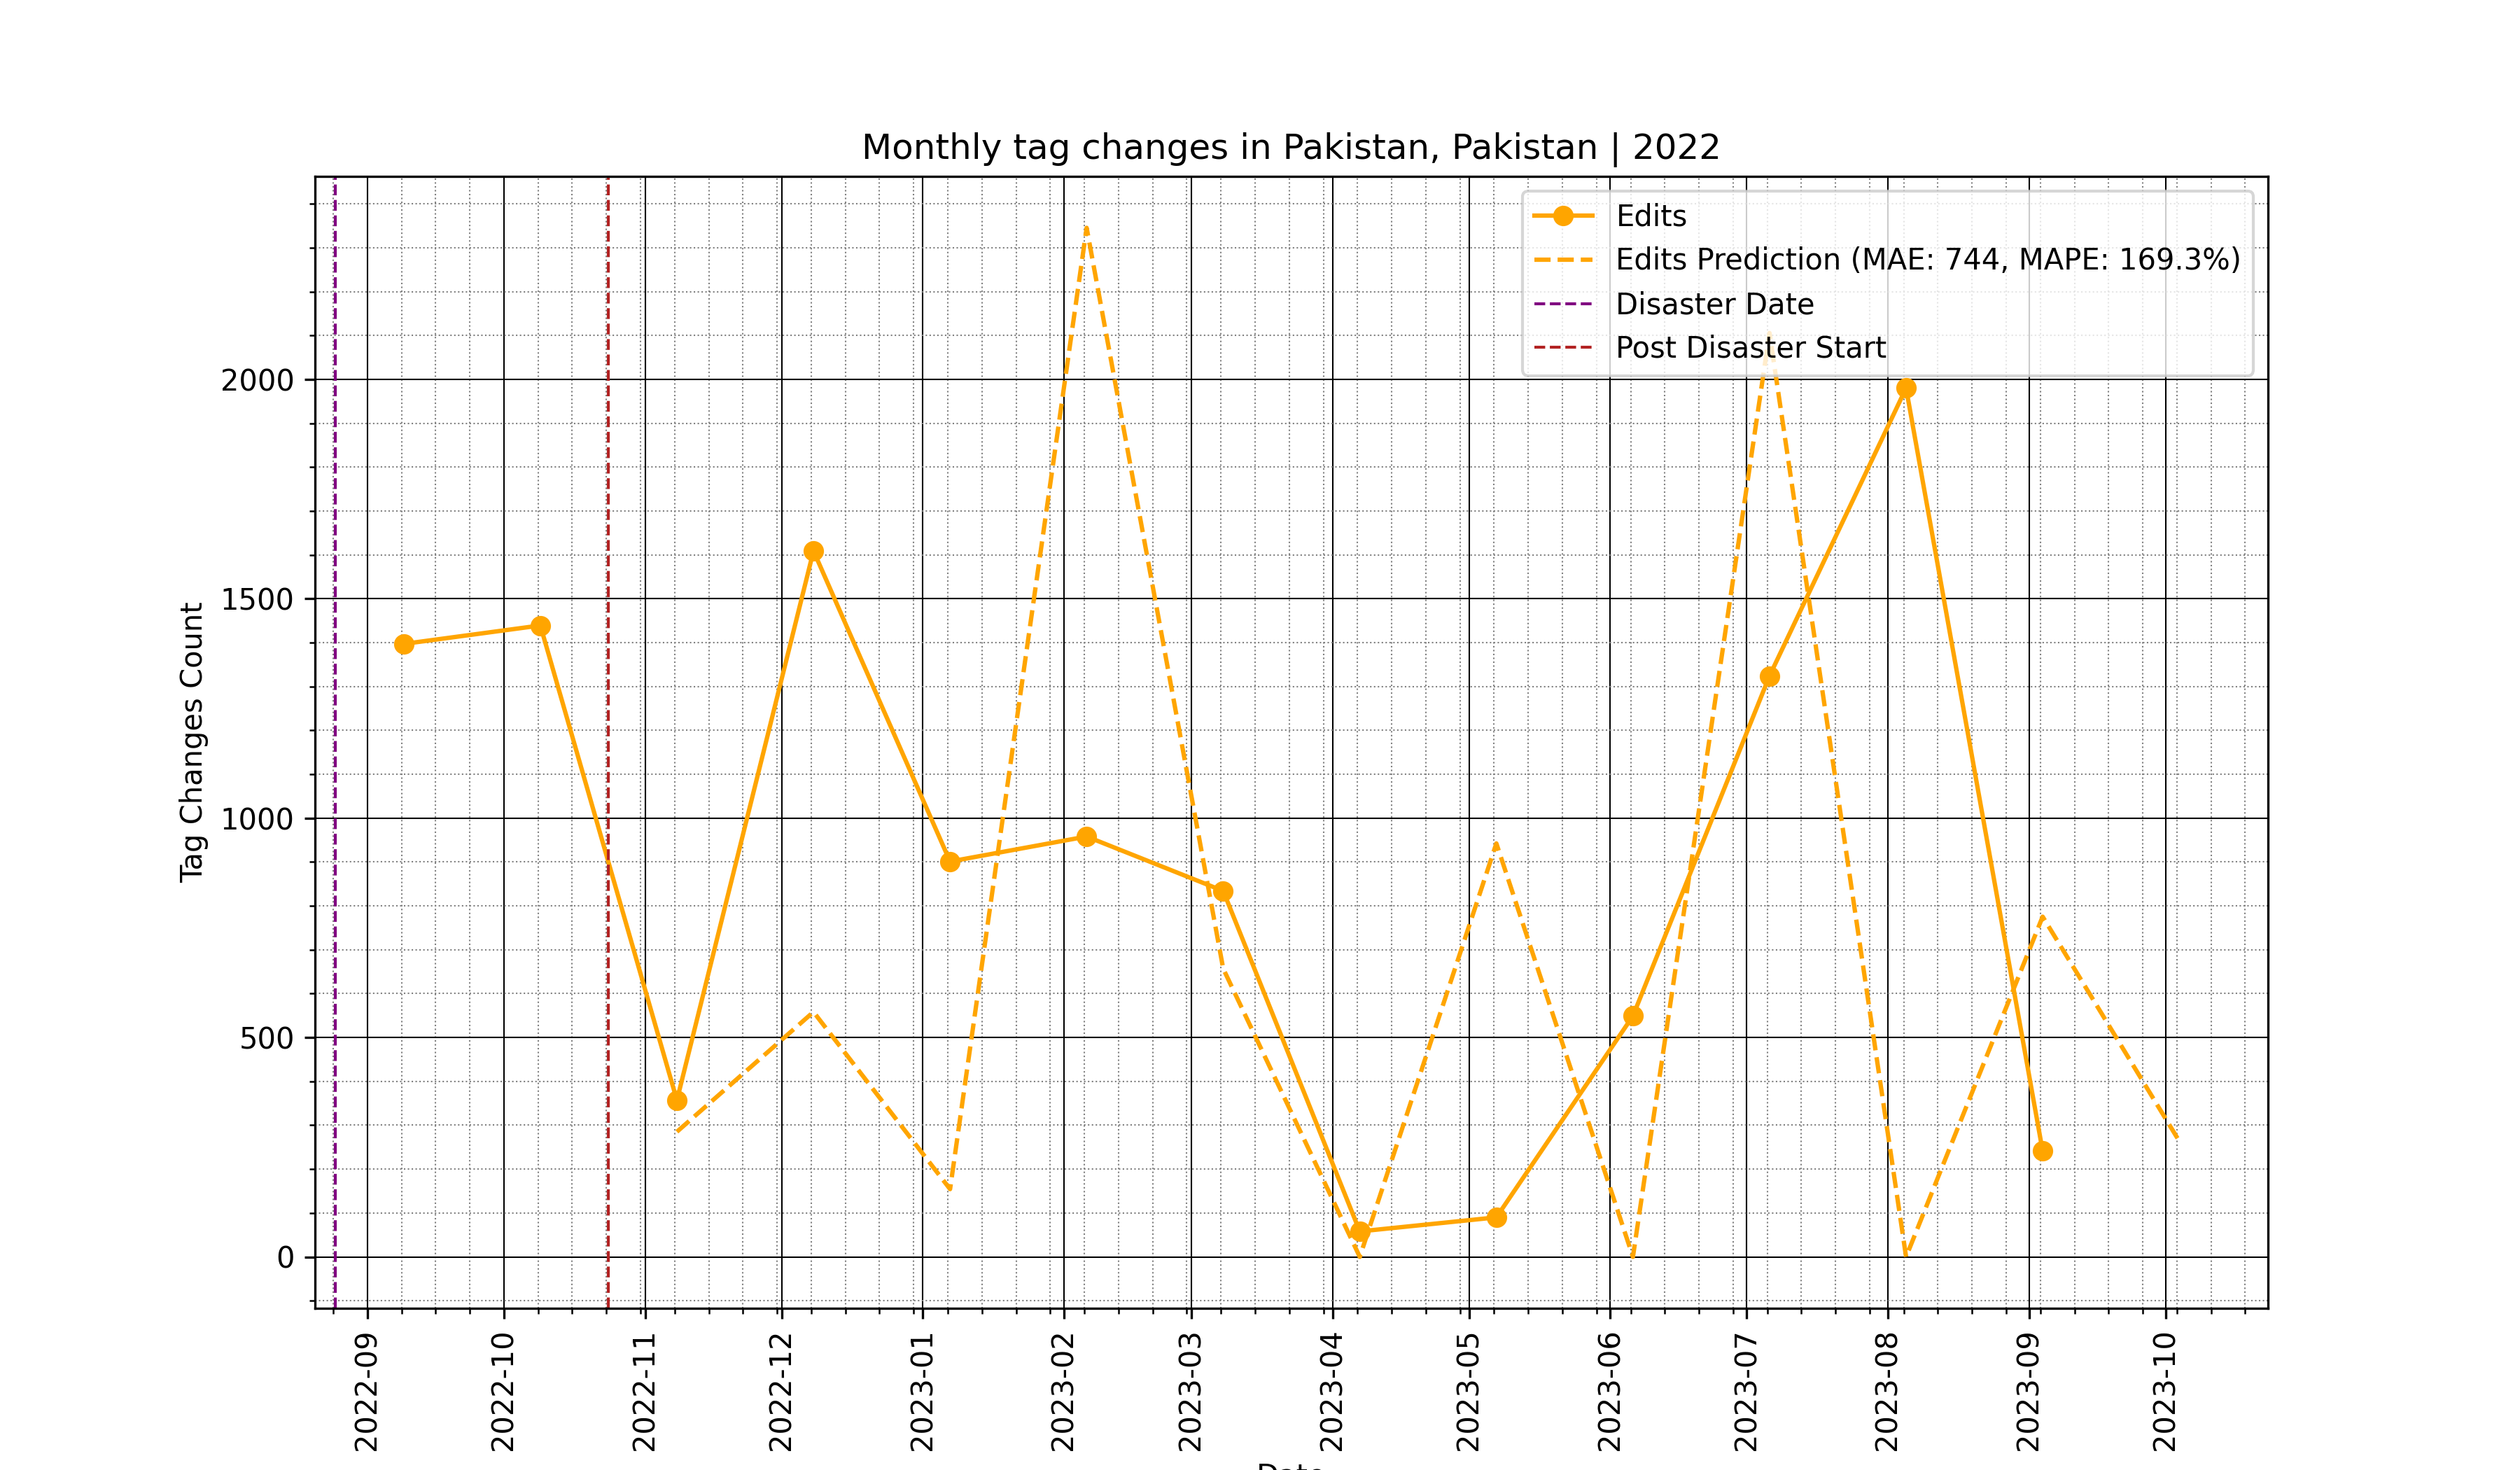 Monthly tag changes in Pakistan, Pakistan | 2022
Edits
Edits Prediction (MAE: 744, MAPE: 169.3%)
Disaster Date
Post Disaster Start
Tag Changes Count
2000
1500
1000
500
0
2022-09
2022-10
2022-11
2022-12
2023-01
2023-02
2023-03
2023-04
2023-05
2023-06
2023-07
2023-08
2023-09
2023-10
Date